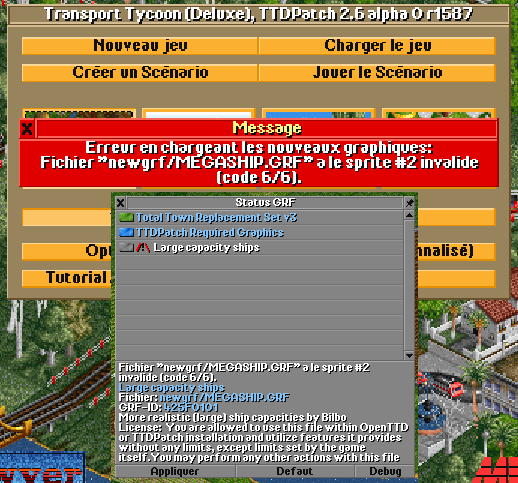 Transport Tycoon (Deluxe), TTDPatch 2.6 alpha 0 r1587
Nouveau jeu
Charger le jeu
Créer un Scénario
Jouer le Scénario
Message
Erreur en chargeant les nouveaux graphiques:
Fichier "newgrf/MEGASHIP.GRF" a le sprite #2 invalide
(code 6/6).
Status GRF
Total Town Replacement Set v3
TTDPatch Required Graphics
Large capacity ships
Opt
nnalisé)
Tutorial
Fichier "newgrf/MEGASHIP.GRF" a le sprite #2
invalide (code 6/6).
Large capacity ships
Fichier: newgrf/MEGASHIP.GRF
GRF-ID: 425F0101
More realistic (large) ship capacities by Bilbo
License: You are allowed to use this file within OpenTTD
or TTDPatch installation and utilize features it provides
without any limits, except limits set by the game
itself. You may perform any other actions with this file
Appliquer
Defaut
Debug